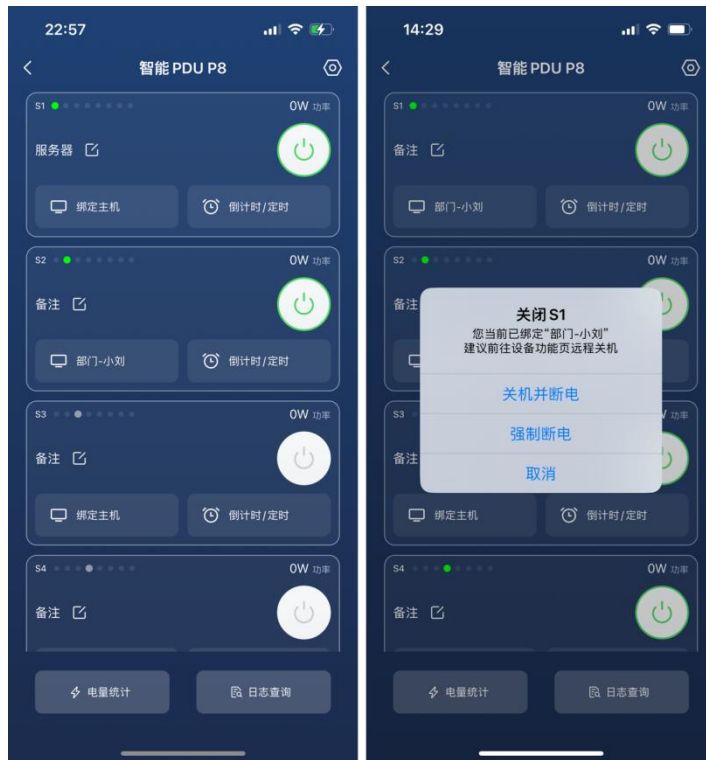 22:57
智能 PDU P8
S1
0W 功率
服务器
绑定主机
倒计时/定时
S2
0W 功率
备注
部门-小刘
倒计时/定时
S3
0W 功率
备注
绑定主机
倒计时/定时
S4
0W 功率
备注
电量统计
日志查询
14:29
智能 PDU P8
S1
0W 功率
备注
部门-小刘
倒计时/定时
S2
0W 功率
备注
关闭 S1
您当前已绑定“部门-小刘”
建议前往设备功能页远程关机
关机并断电
强制断电
取消
S3
功率
备注
绑定主机
倒计时/定时
S4
0W 功率
备注
电量统计
日志查询